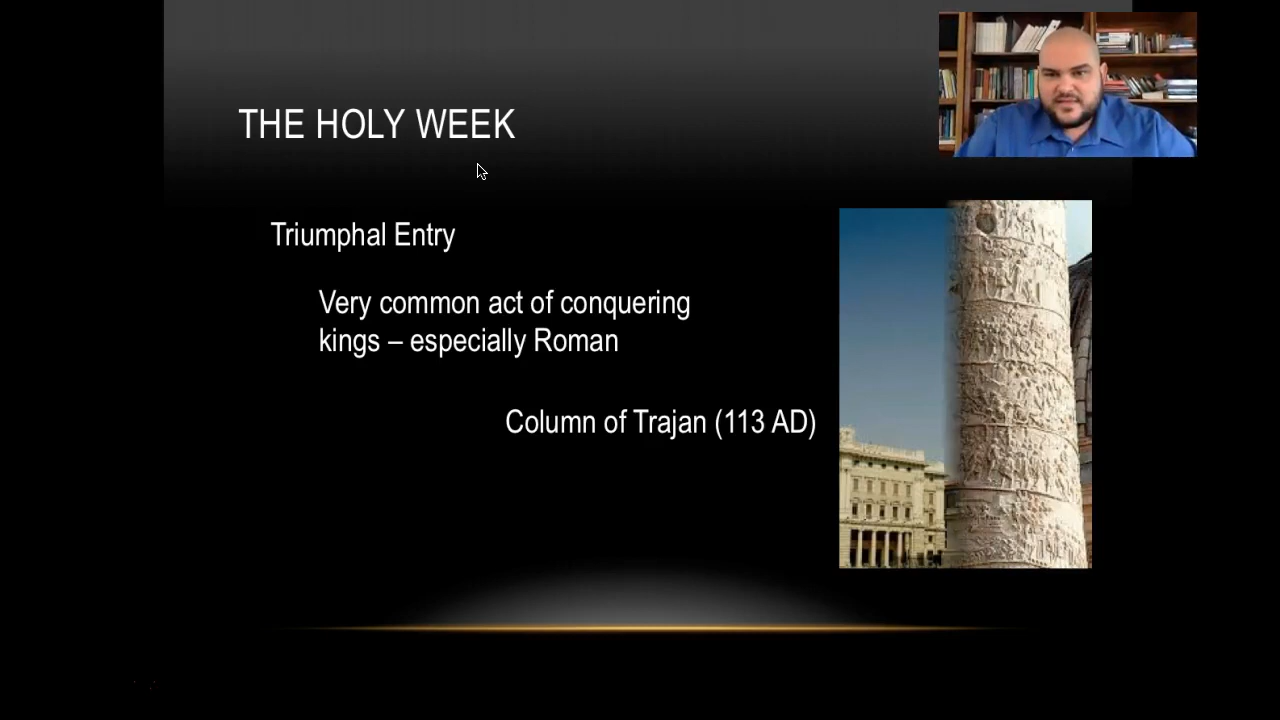 THE HOLY WEEK
Triumphal Entry
Very common act of conquering
kings – especially Roman
Column of Trajan (113 AD)